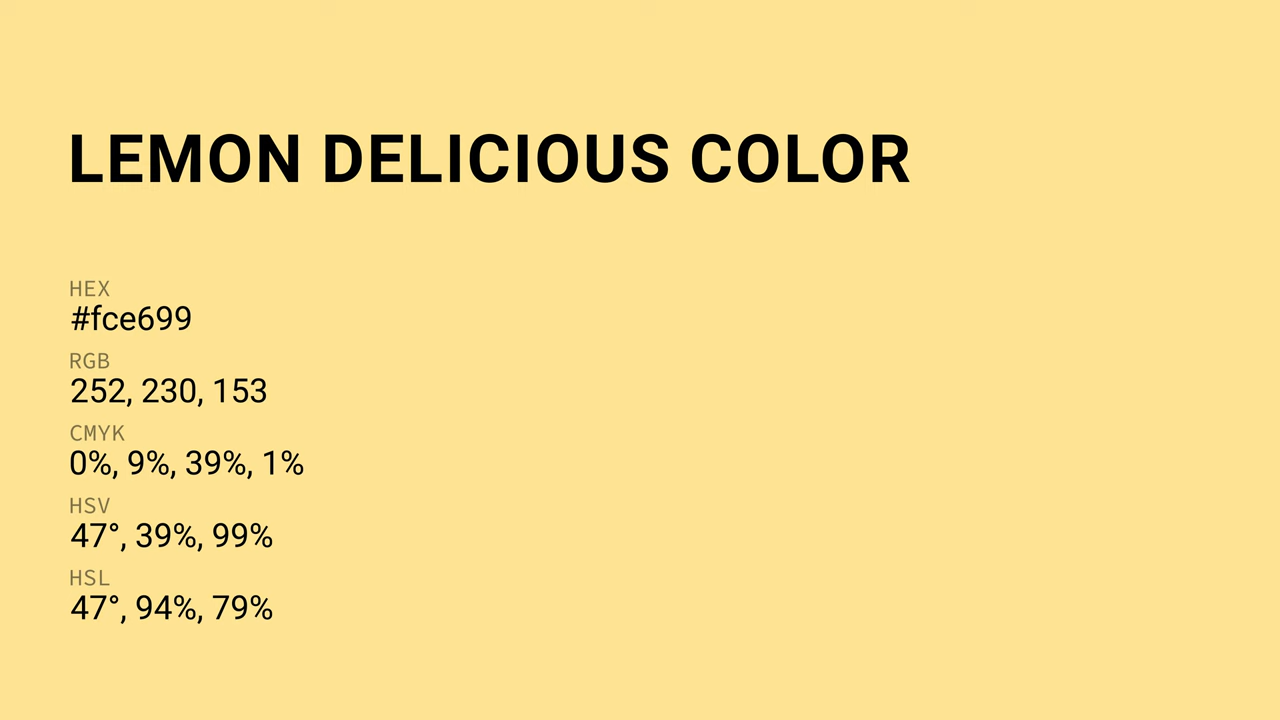 LEMON DELICIOUS COLOR
HEX
#fce699
RGB
252, 230, 153
CMYK
0%, 9%, 39%, 1%
HSV
47°, 39%, 99%
HSL
47°, 94%, 79%